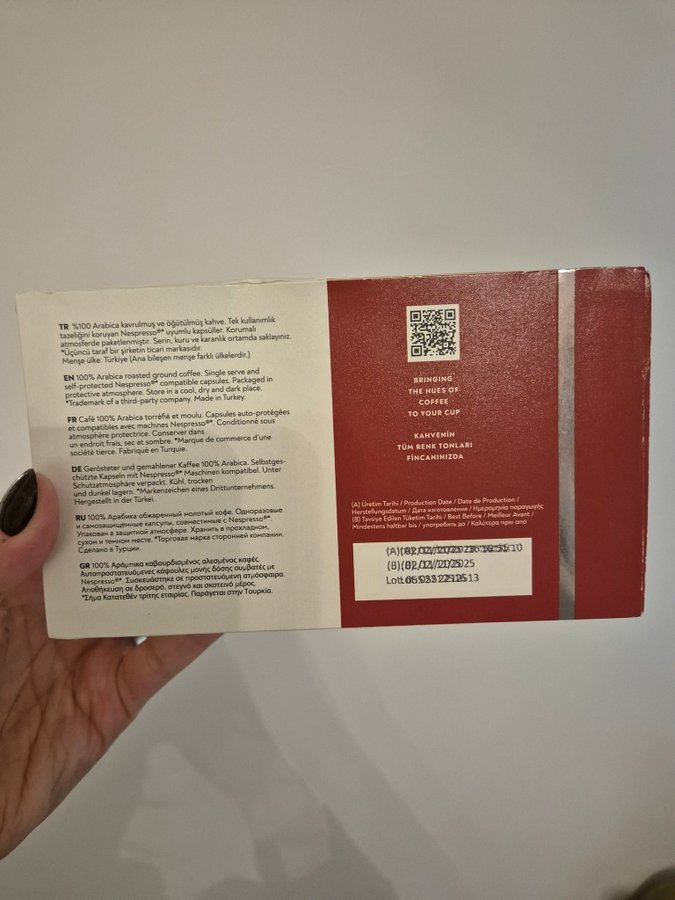 TR %100 Arabica kavrulmuş ve öğütülmüş kahve. Tek kullanımlık
tazeliğini koruyan Nespresso®* uyumlu kapsüller. Korumalı
atmosferde paketlenmiştir. Serin, kuru ve karanlık ortamda saklayınız.
*Üçüncü taraf bir şirketin ticari markasıdır.
Menşe ülke: Türkiye (Ana bileşen menşe farklı ülkelerdir.)
EN 100% Arabica roasted ground coffee. Single serve and
self-protected Nespresso®* compatible capsules. Packaged in
protective atmosphere. Store in a cool, dry and dark place.
*Trademark of a third-party company. Made in Turkey.
FR Café 100% Arabica torréfié et moulu. Capsules auto-protégées
et compatibles avec machines Nespresso®*. Conditionné sous
atmosphère protectrice. Conserver dans
un endroit frais, sec et sombre. *Marque de commerce d'une
société tierce. Fabriqué en Turquie.
DE Gerösteter und gemahlener Kaffee 100% Arabica. Selbstges-
chützte Kapseln mit Nespresso®* Maschinen kompatibel. Unter
Schutzatmosphäre verpackt. Kühl, trocken
und dunkel lagern. *Markenzeichen eines Drittunternehmens.
Hergestellt in der Türkei.
RU 100% Арабика обжаренный молотый кофе. Одноразовые
и самозащищенные капсулы, совместимые с Nespresso®*.
Упакован в защитной атмосфере. Хранить в прохладном,
сухом и темном месте. *Торговая марка сторонней компании.
Сделано в Турции.
GR 100% Αράμπικα καβουρδισμένος αλεσμένος καφές.
Αυτοπροστατευόμενες κάψουλες μονής δόσης συμβατές με
Nespresso®*. Συσκευάστηκε σε προστατευόμενη ατμόσφαιρα.
Αποθήκευση σε δροσερό, στεγνό και σκοτεινό μέρος.
*Σήμα Κατατεθέν τρίτης εταιρίας. Παράγεται στην Τουρκία.
BRINGING
THE HUES OF
COFFEE
TO YOUR CUP
KAHVENİN
TÜM RENK TONLARI
FİNCANINIZDA
(A) Üretim Tarihi / Production Date / Date de Production /
Herstellungsdatum / Дата изготовления / Ημερομηνία παραγωγής
(B) Tavsiye Edilen Tüketim Tarihi / Best Before / Meilleur Avant /
Mindestens haltbar bis / употребить до / Καλύτερα πριν από
(A)
(B)
Lot: